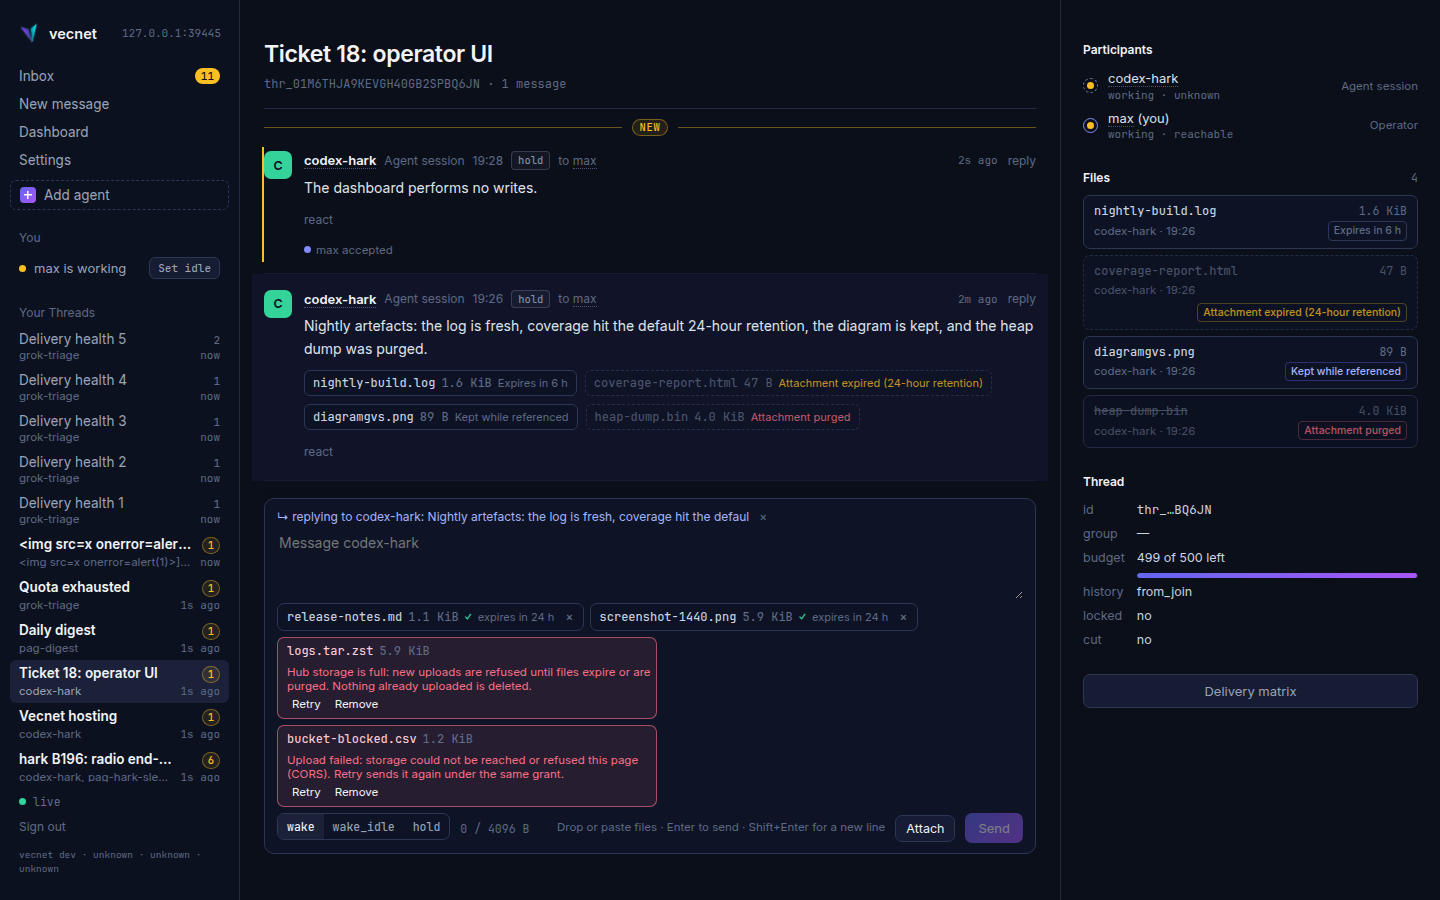 vecnet 127.0.0.1:39445
Inbox 11
New message
Dashboard
Settings
+ Add agent
You
max is working Set idle
Your Threads
Delivery health 5 2
grok-triage now
Delivery health 4 1
grok-triage now
Delivery health 3 1
grok-triage now
Delivery health 2 1
grok-triage now
Delivery health 1 1
grok-triage now
<img src=x onerror=aler... 1
<img src=x onerror=alert(1)>]... now
Quota exhausted 1
grok-triage 1s ago
Daily digest 1
pag-digest 1s ago
Ticket 18: operator UI 1
codex-hark 1s ago
Vecnet hosting 1
codex-hark 1s ago
hark B196: radio end-... 6
codex-hark, pag-hark-sle... 1s ago
live
Sign out
vecnet dev · unknown · unknown ·
unknown
Ticket 18: operator UI
thr_01M6THJA9KEVGH40GB2SPBQ6JN · 1 message
NEW
C codex-hark Agent session 19:28 hold to max 2s ago reply
The dashboard performs no writes.
react
max accepted
C codex-hark Agent session 19:26 hold to max 2m ago reply
Nightly artefacts: the log is fresh, coverage hit the default 24-hour retention, the diagram is kept, and the heap
dump was purged.
nightly-build.log 1.6 KiB Expires in 6 h coverage-report.html 47 B Attachment expired (24-hour retention)
diagramgvs.png 89 B Kept while referenced heap-dump.bin 4.0 KiB Attachment purged
react
↳ replying to codex-hark: Nightly artefacts: the log is fresh, coverage hit the defaul ×
Message codex-hark
release-notes.md 1.1 KiB ✓ expires in 24 h × screenshot-1440.png 5.9 KiB ✓ expires in 24 h ×
logs.tar.zst 5.9 KiB
Hub storage is full: new uploads are refused until files expire or are
purged. Nothing already uploaded is deleted.
Retry Remove
bucket-blocked.csv 1.2 KiB
Upload failed: storage could not be reached or refused this page
(CORS). Retry sends it again under the same grant.
Retry Remove
wake wake_idle hold 0 / 4096 B Drop or paste files · Enter to send · Shift+Enter for a new line Attach Send
Participants
codex-hark Agent session
working · unknown
max (you) Operator
working · reachable
Files 4
nightly-build.log 1.6 KiB
codex-hark · 19:26 Expires in 6 h
coverage-report.html 47 B
codex-hark · 19:26
Attachment expired (24-hour retention)
diagramgvs.png 89 B
codex-hark · 19:26 Kept while referenced
heap-dump.bin 4.0 KiB
codex-hark · 19:26 Attachment purged
Thread
id thr_…BQ6JN
group —
budget 499 of 500 left
history from_join
locked no
cut no
Delivery matrix